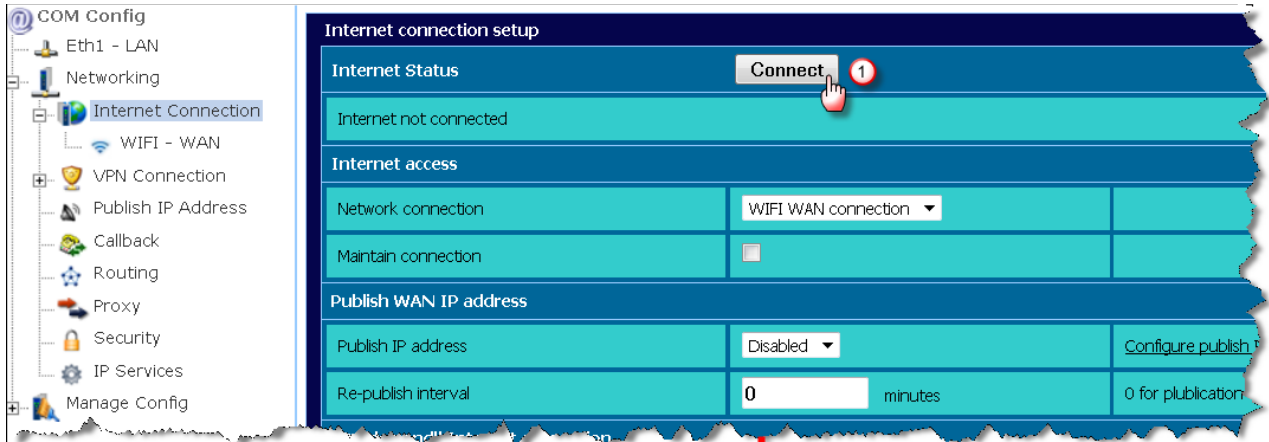 COM Config
Eth1 - LAN
Networking
Internet Connection
WIFI - WAN
VPN Connection
Publish IP Address
Callback
Routing
Proxy
Security
IP Services
Manage Config
Internet connection setup
Internet Status Connect 1
Internet not connected
Internet access
Network connection WIFI WAN connection
Maintain connection
Publish WAN IP address
Publish IP address Disabled Configure publish
Re-publish interval 0 minutes 0 for plublication